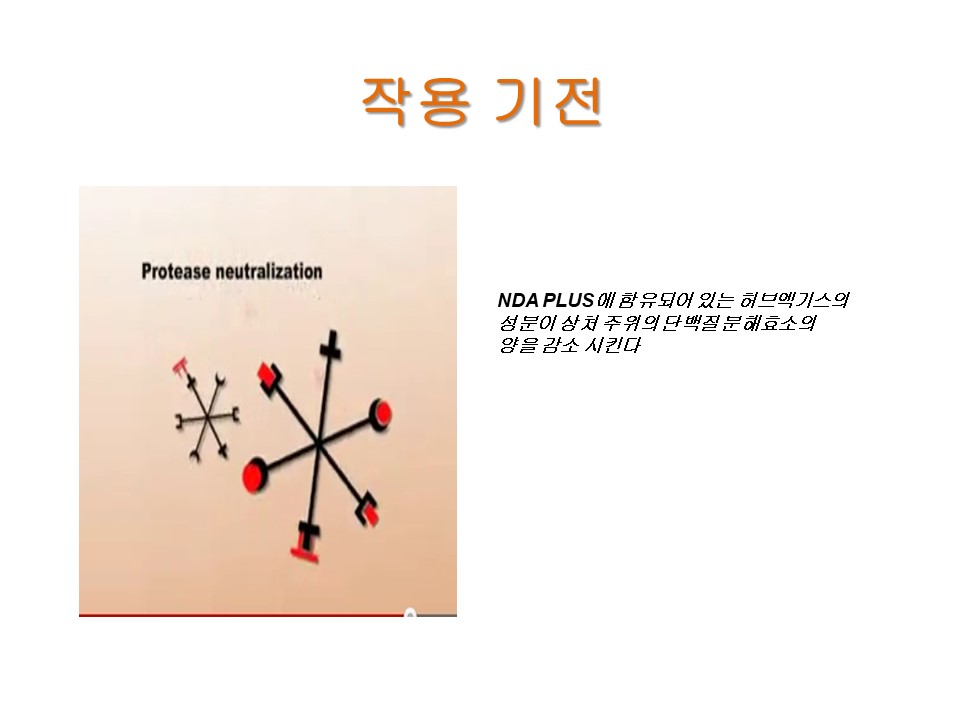 작용 기전
Protease neutralization
NDA PLUS에 함유되어 있는 허브엑기스의
성분이 상처 주위의 단백질 분해효소의
양을 감소 시킨다